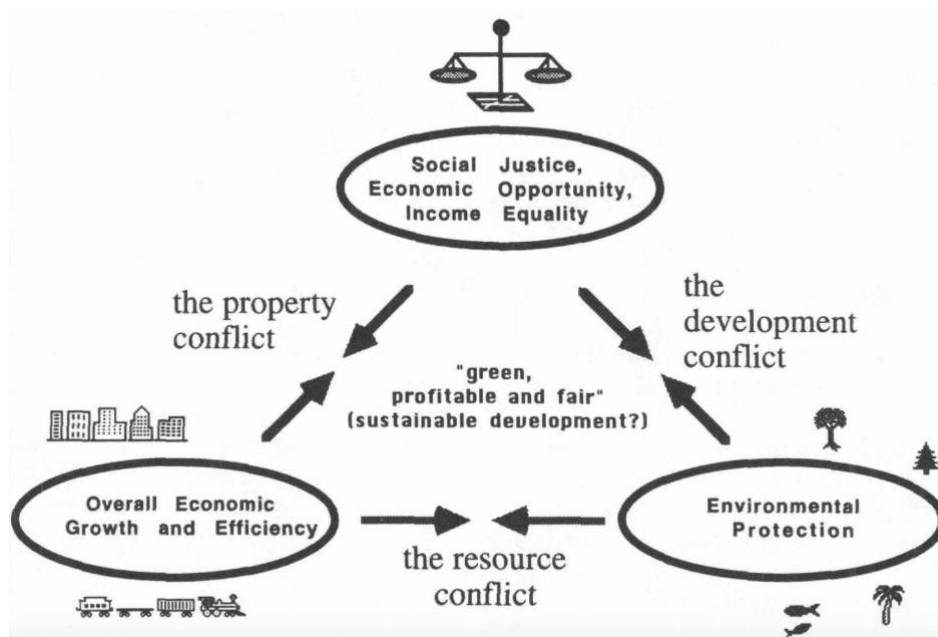 Social Justice,
Economic Opportunity,
Income Equality
the property
conflict
the
development
conflict
"green,
profitable and fair"
(sustainable development?)
Overall Economic
Growth and Efficiency
Environmental
Protection
the resource
conflict